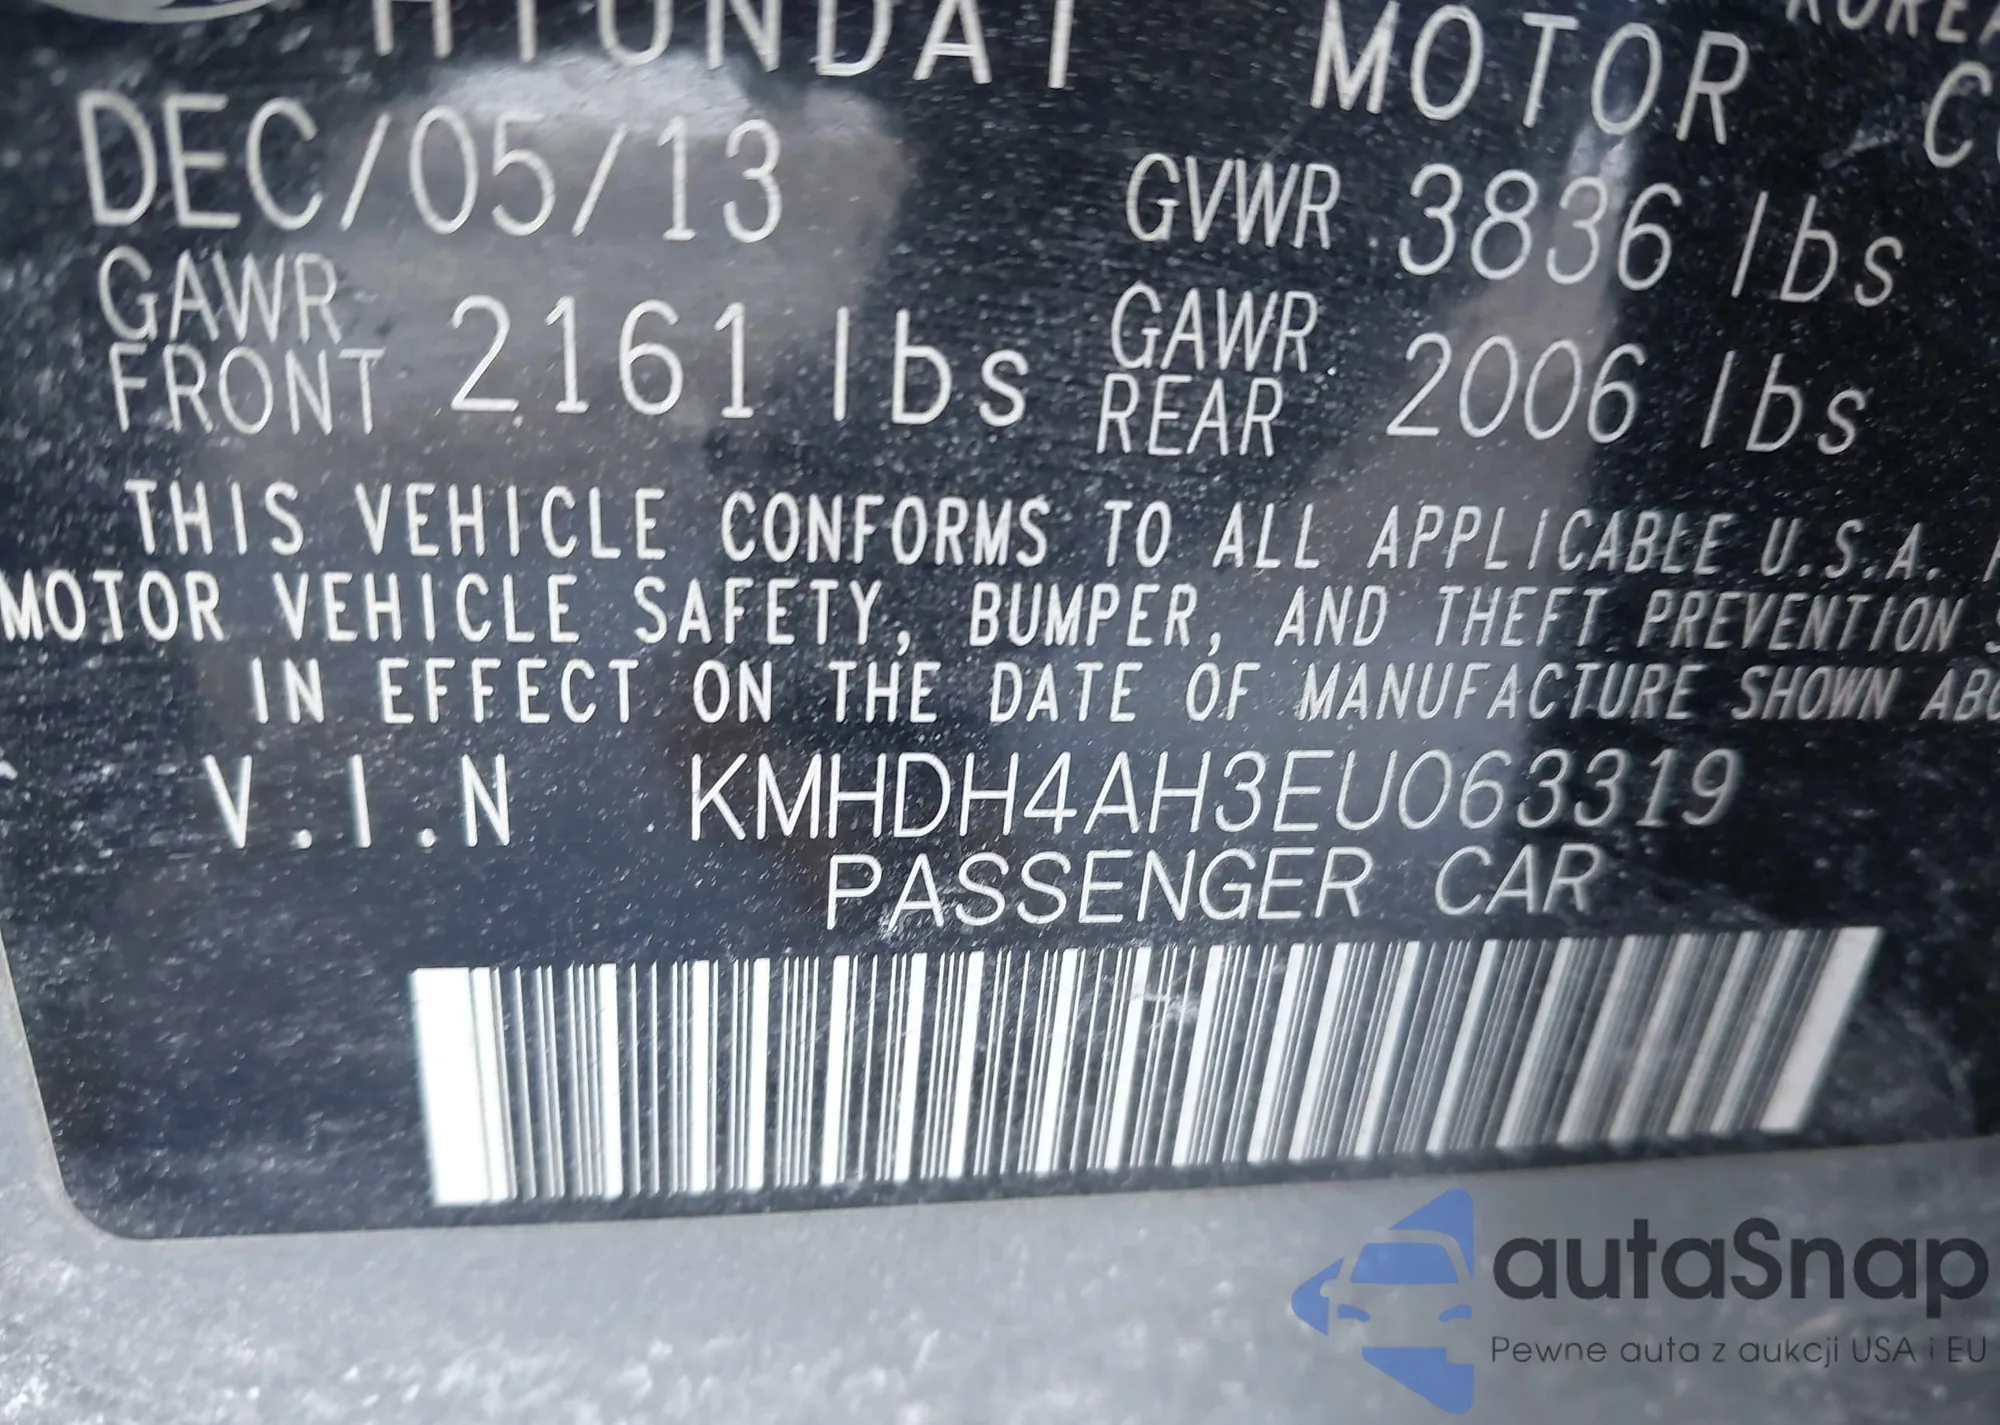 HYUNDAI MOTOR
KOREA
DEC/05/13
GVWR 3836 lbs
GAWR FRONT 2161 lbs
GAWR REAR 2006 lbs
THIS VEHICLE CONFORMS TO ALL APPLICABLE U.S.A.
MOTOR VEHICLE SAFETY, BUMPER, AND THEFT PREVENTION
IN EFFECT ON THE DATE OF MANUFACTURE SHOWN
V.I.N KMHDH4AH3EU063319
PASSENGER CAR
autaSnap
Pewne auta z aukcji USA i EU